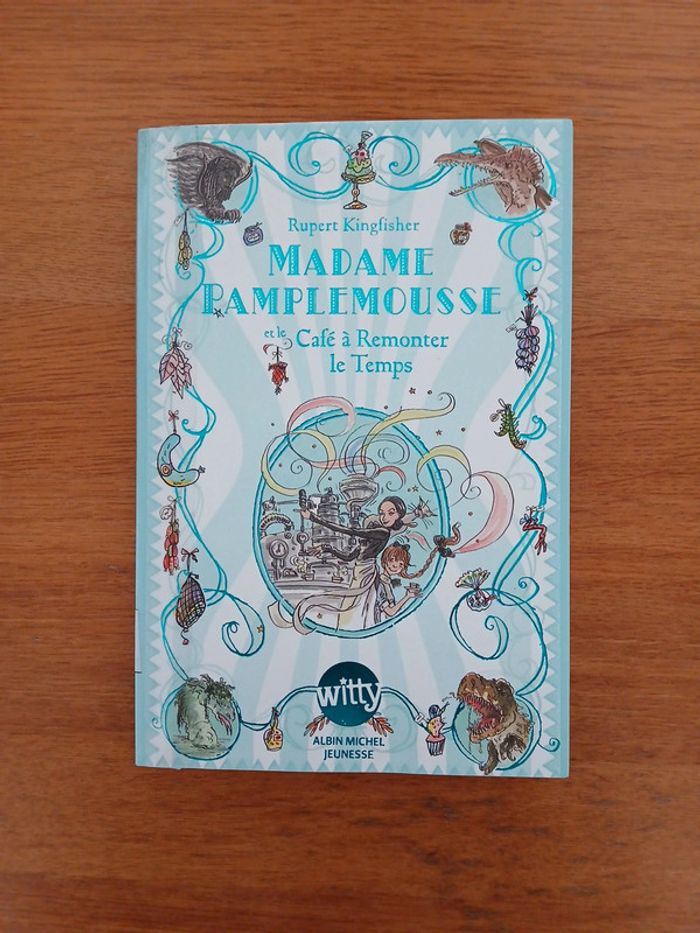 Rupert Kingfisher
MADAME
PAMPLEMOUSSE
et le Café à Remonter
le Temps
witty
ALBIN MICHEL
JEUNESSE